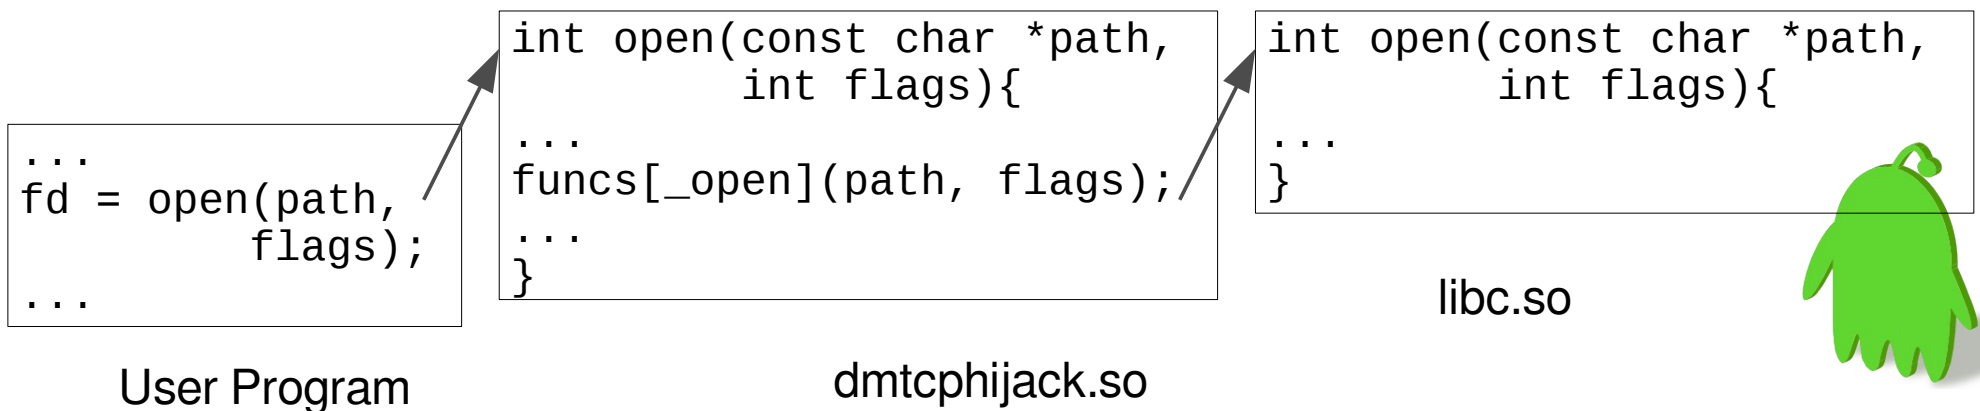 ...
fd = open(path,
         flags);
...
User Program
int open(const char *path,
         int flags){
...
funcs[_open](path, flags);
...
}
dmtcphijack.so
int open(const char *path,
         int flags){
...
}
libc.so